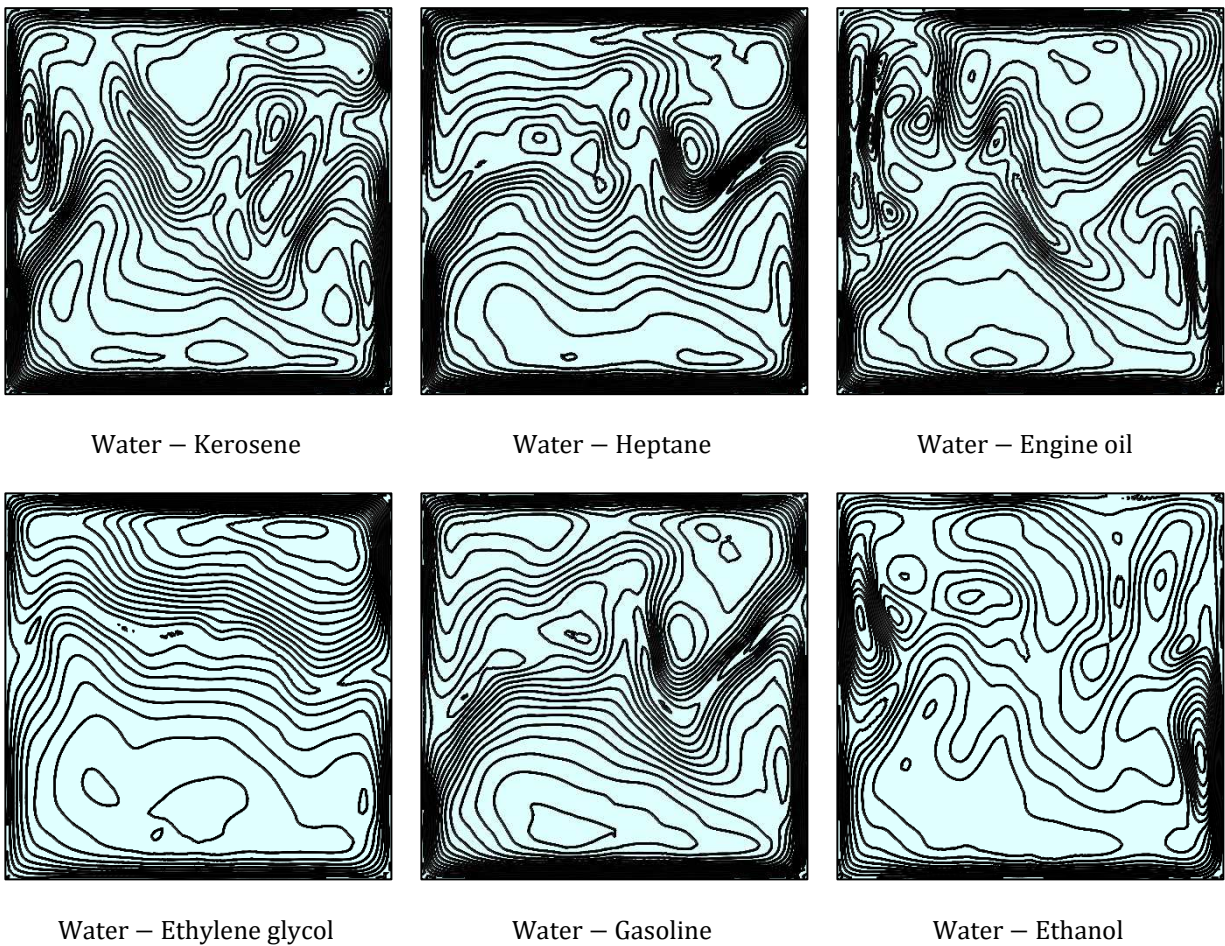 Water − Kerosene
Water − Heptane
Water − Engine oil
Water − Ethylene glycol
Water − Gasoline
Water − Ethanol